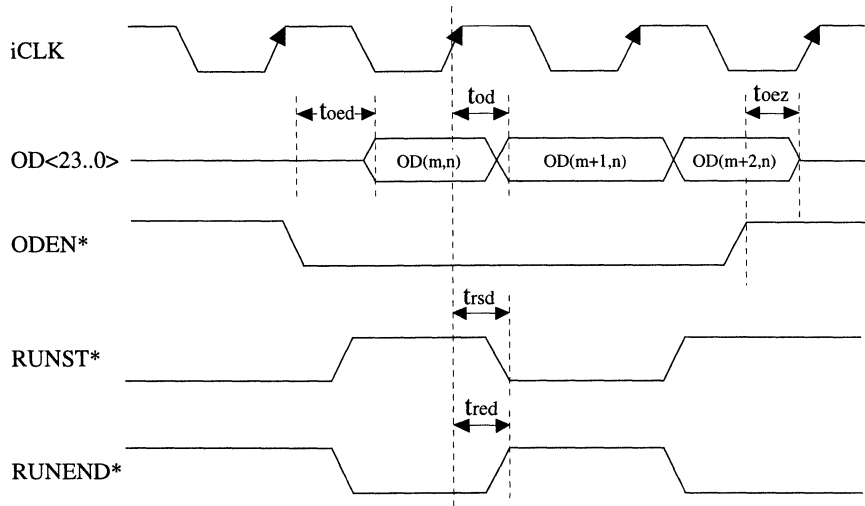 iCLK
toed
tod
toez
OD<23..0>
OD(m,n)
OD(m+1,n)
OD(m+2,n)
ODEN*
trsd
RUNST*
tred
RUNEND*